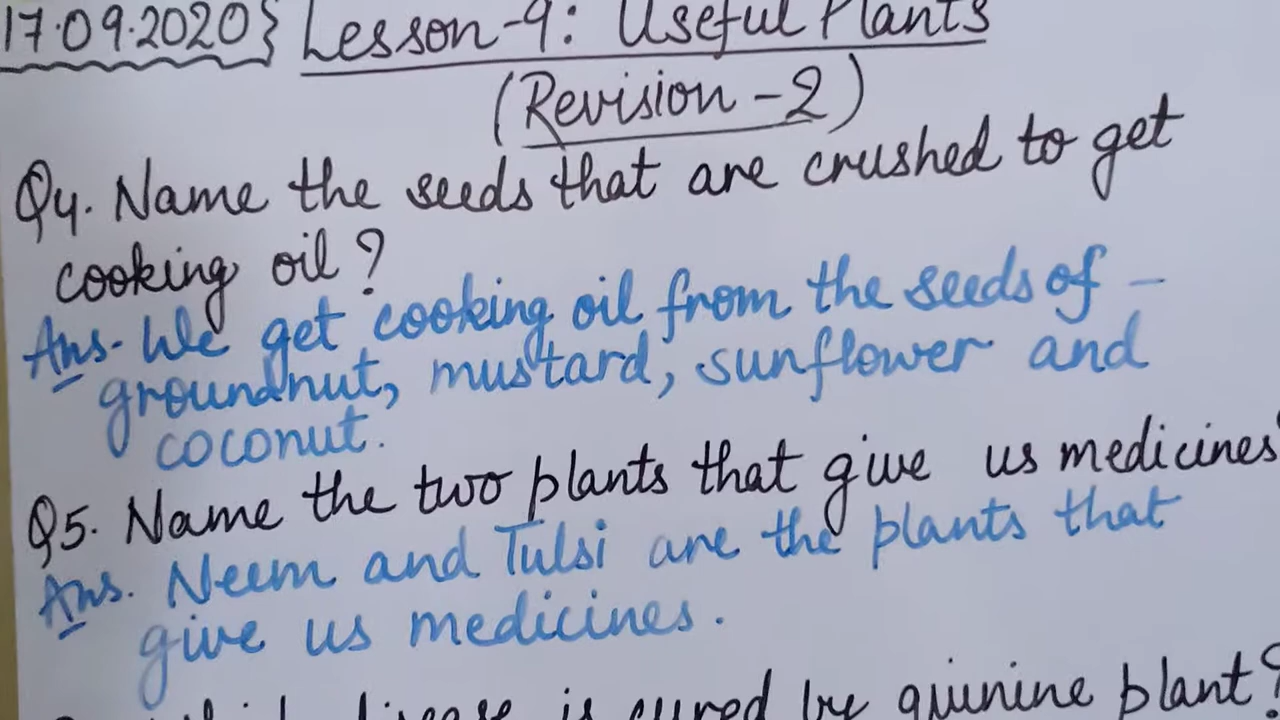 17.09.2020} Lesson-9: Useful Plants
(Revision-2)
Q4. Name the seeds that are crushed to get
cooking oil?
Ans- We get cooking oil from the seeds of -
groundnut, mustard, sunflower and
coconut.
Q5. Name the two plants that give us medicines?
Ans. Neem and Tulsi are the plants that
give us medicines.
Which disease is cured by quinine plant?